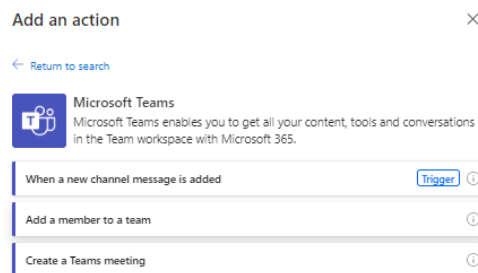 Add an action
Return to search
Microsoft Teams
Microsoft Teams enables you to get all your content, tools and conversations
in the Team workspace with Microsoft 365.
When a new channel message is added Trigger
Add a member to a team
Create a Teams meeting